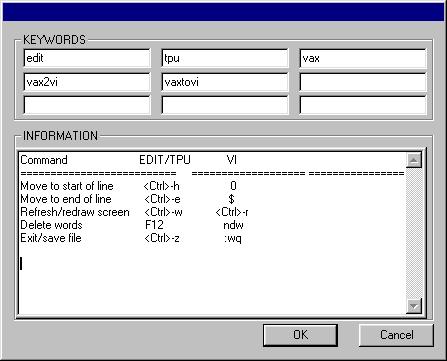 KEYWORDS
edit tpu vax
vax2vi vaxtovi
INFORMATION
Command EDIT/TPU VI
========================== ==================== ================
Move to start of line <Ctrl>-h 0
Move to end of line <Ctrl>-e $
Refresh/redraw screen <Ctrl>-w <Ctrl>-r
Delete words F12 ndw
Exit/save file <Ctrl>-z :wq
OK Cancel